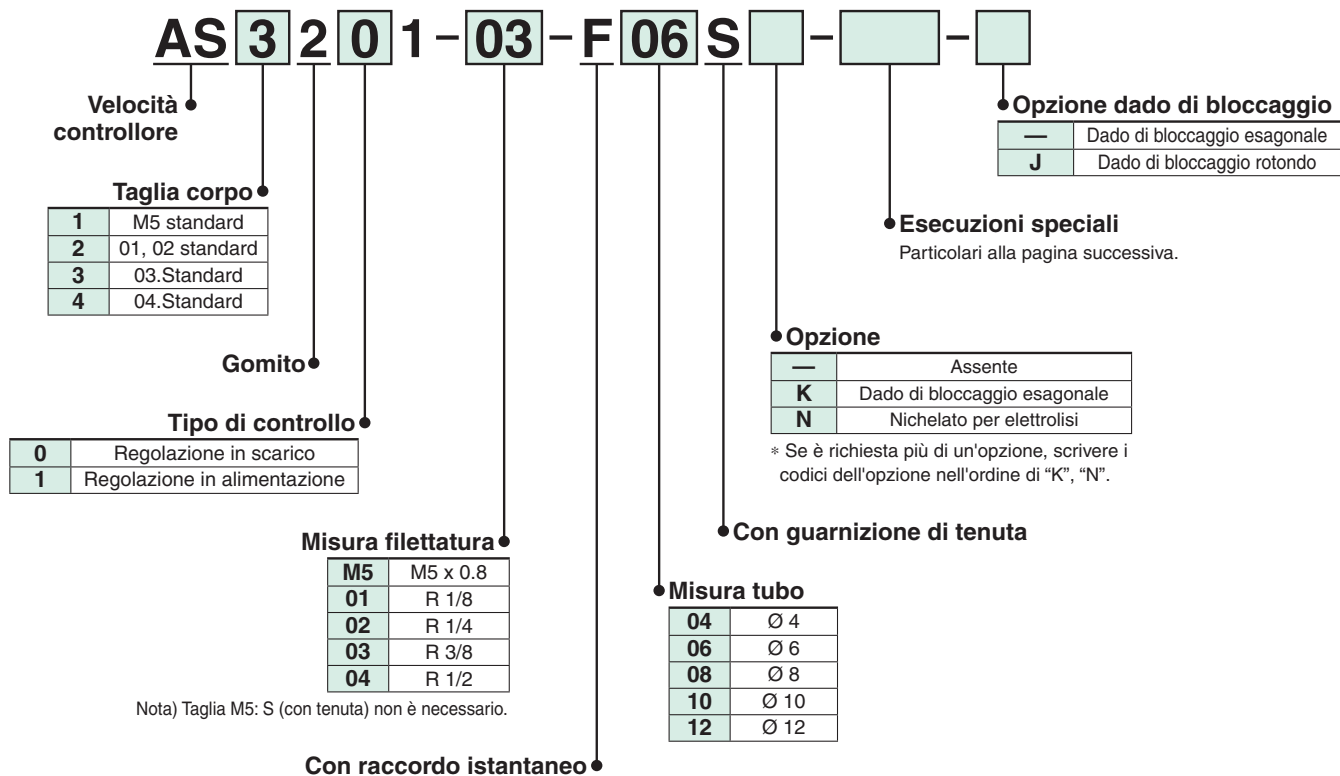 AS 3 2 0 1 - 03 - F 06 S - -
Velocità
controllore
Opzione dado di bloccaggio
— Dado di bloccaggio esagonale
J Dado di bloccaggio rotondo
Taglia corpo
1 M5 standard
2 01, 02 standard
3 03.Standard
4 04.Standard
Esecuzioni speciali
Particolari alla pagina successiva.
Gomito
Opzione
— Assente
K Dado di bloccaggio esagonale
N Nichelato per elettrolisi
* Se è richiesta più di un'opzione, scrivere i
codici dell'opzione nell'ordine di “K”, “N”.
Tipo di controllo
0 Regolazione in scarico
1 Regolazione in alimentazione
Con guarnizione di tenuta
Misura filettatura
M5 M5 x 0.8
01 R 1/8
02 R 1/4
03 R 3/8
04 R 1/2
Nota) Taglia M5: S (con tenuta) non è necessario.
Misura tubo
04 Ø 4
06 Ø 6
08 Ø 8
10 Ø 10
12 Ø 12
Con raccordo istantaneo